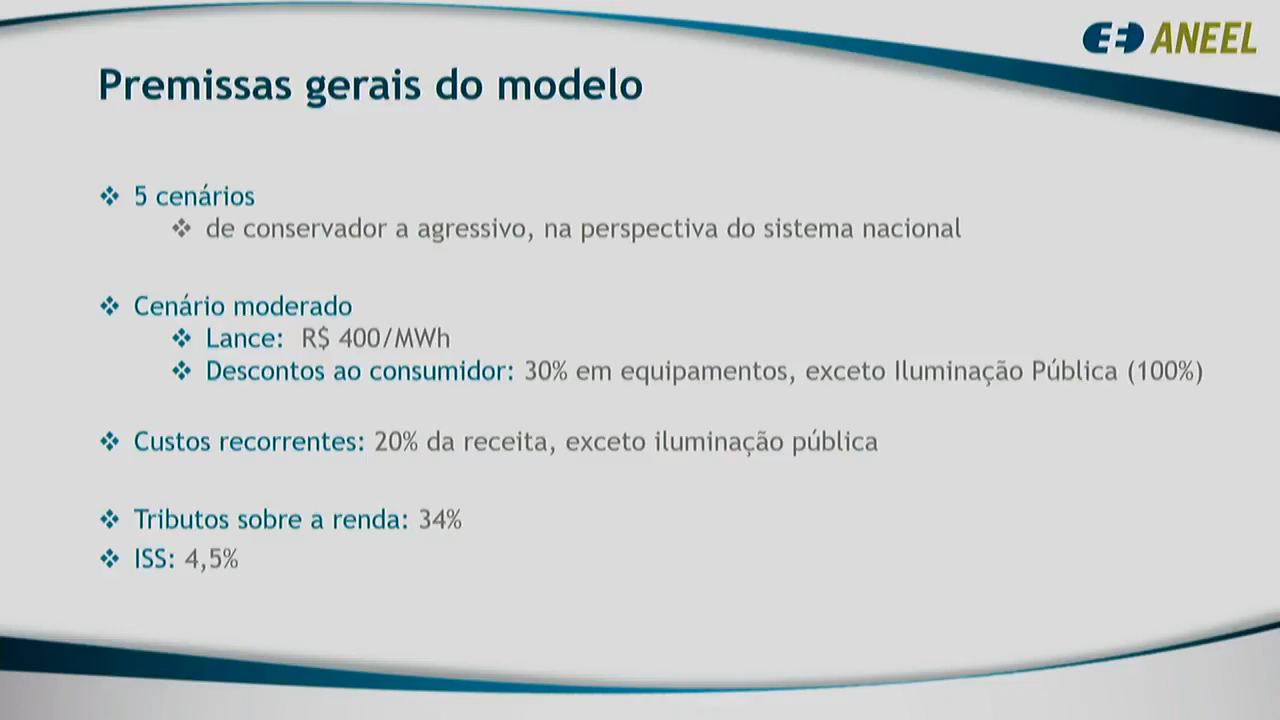 ANEEL
Premissas gerais do modelo
❖ 5 cenários
❖ de conservador a agressivo, na perspectiva do sistema nacional
❖ Cenário moderado
❖ Lance: R$ 400/MWh
❖ Descontos ao consumidor: 30% em equipamentos, exceto Iluminação Pública (100%)
❖ Custos recorrentes: 20% da receita, exceto iluminação pública
❖ Tributos sobre a renda: 34%
❖ ISS: 4,5%